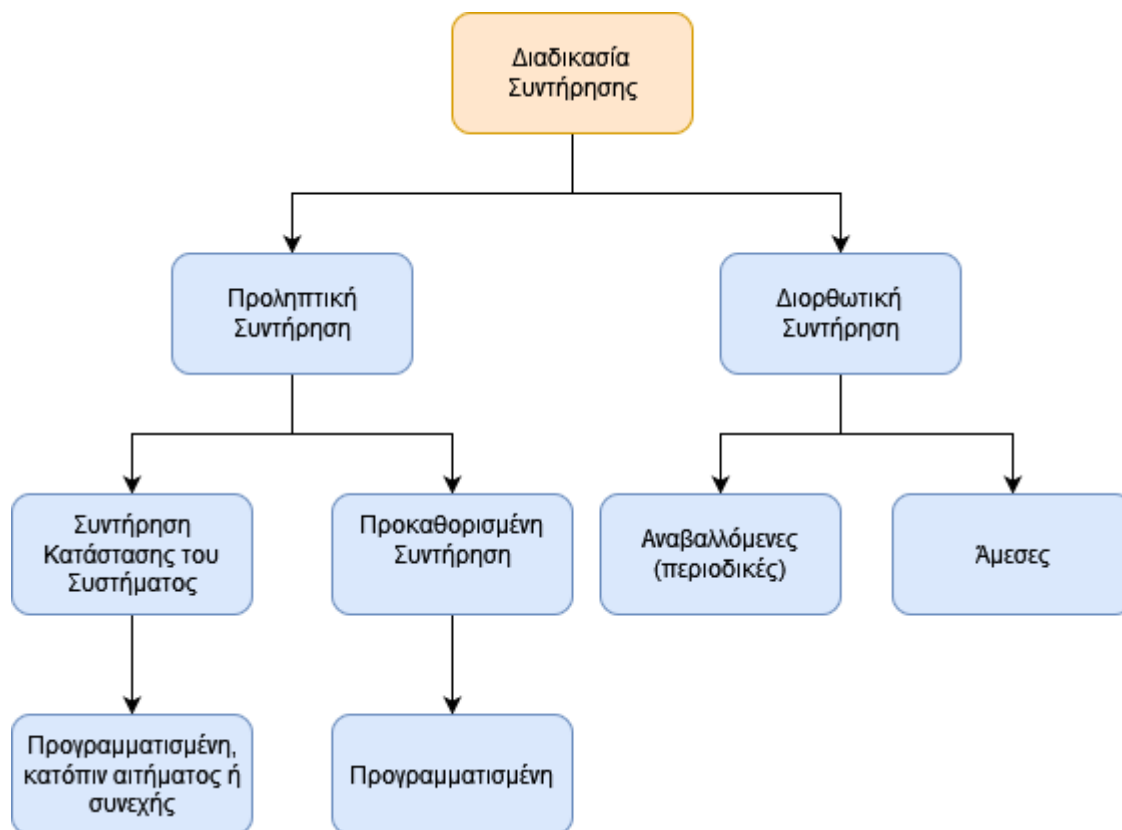 Διαδικασία
Συντήρησης
Προληπτική
Συντήρηση
Διορθωτική
Συντήρηση
Συντήρηση
Κατάστασης του
Συστήματος
Προκαθορισμένη
Συντήρηση
Αναβαλλόμενες
(περιοδικές)
Άμεσες
Προγραμματισμένη,
κατόπιν αιτήματος ή
συνεχής
Προγραμματισμένη